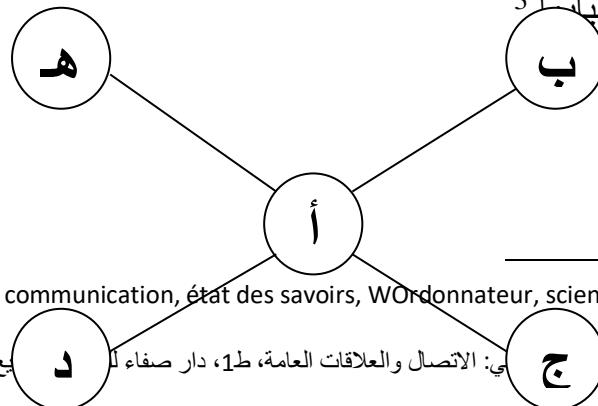 هـ ب
أ
communication, état des savoirs, WOrdonnateur, scien
د ي: الاتصال والعلاقات العامة، ط1، دار صفاء ج